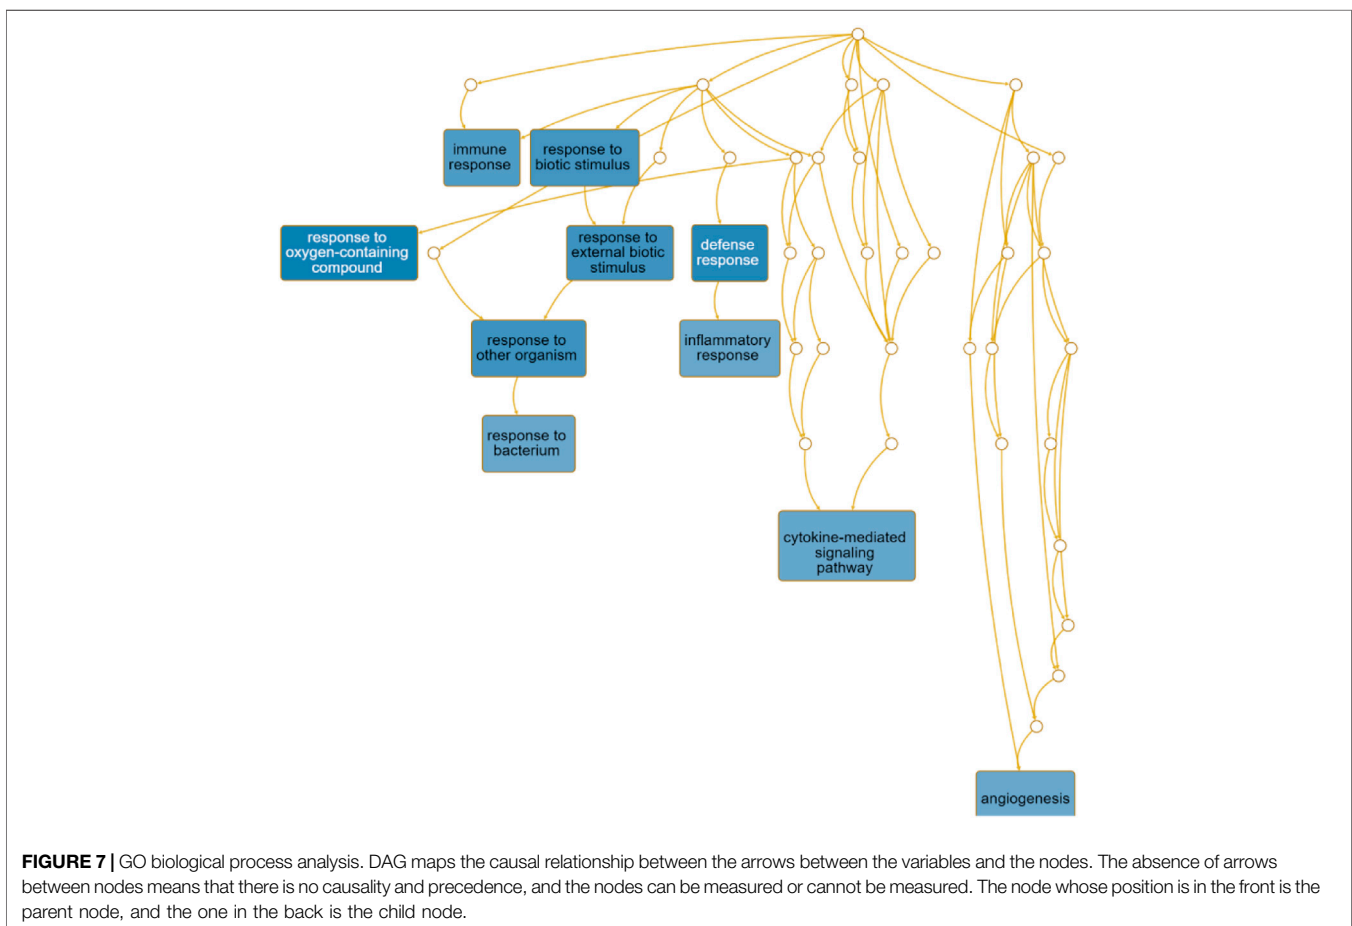 immune
response
response to
biotic stimulus
response to
oxygen-containing
compound
response to
external biotic
stimulus
defense
response
response to
other organism
inflammatory
response
response to
bacterium
cytokine-mediated
signaling
pathway
angiogenesis
FIGURE 7 | GO biological process analysis. DAG maps the causal relationship between the arrows between the variables and the nodes. The absence of arrows
between nodes means that there is no causality and precedence, and the nodes can be measured or cannot be measured. The node whose position is in the front is the
parent node, and the one in the back is the child node.